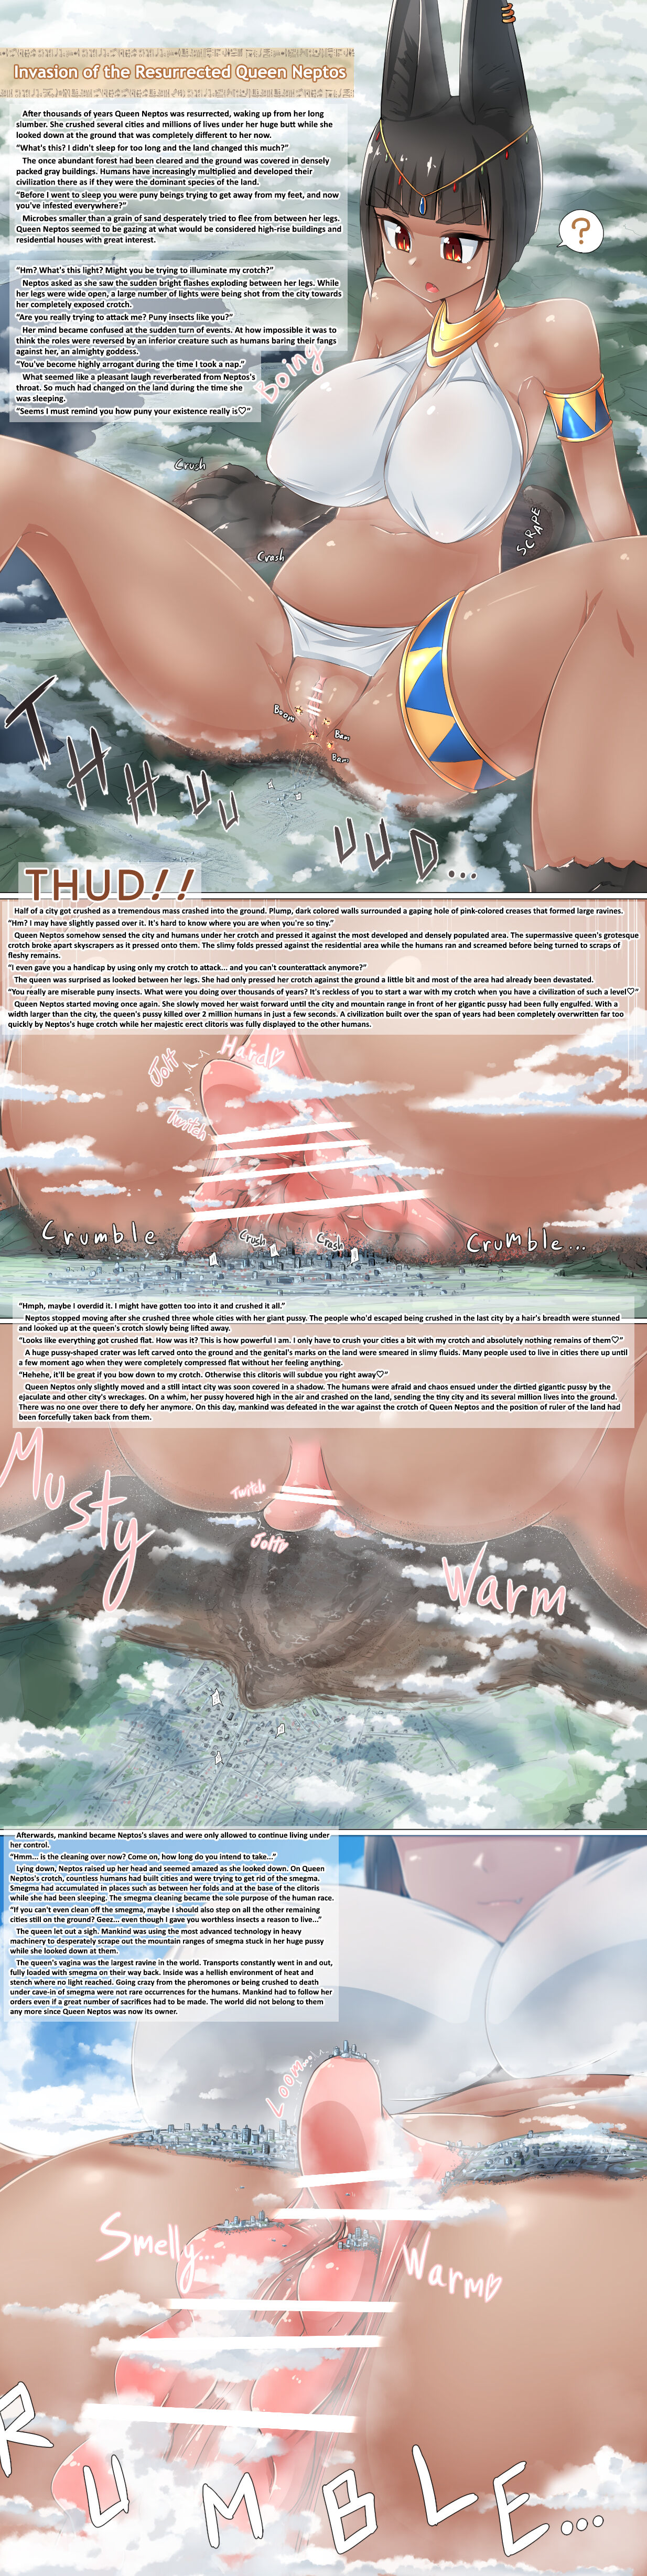 Invasion of the Resurrected Queen Neptos
After thousands of years Queen Neptos was resurrected, waking up from her long
slumber. She crushed several cities and millions of lives under her huge butt while she
looked down at the ground that was completely different to her now.
"What's this? I didn't sleep for too long and the land changed this much?"
The once abundant forest had been cleared and the ground was covered in densely
packed gray buildings. Humans have increasingly multiplied and developed their
civilization there as if they were the dominant species of the land.
"Before I went to sleep you were puny beings trying to get away from my feet, and now
you've infested everywhere?"
Microbes smaller than a grain of sand desperately tried to flee from between her legs.
Queen Neptos seemed to be gazing at what would be considered high-rise buildings and
residential houses with great interest.
?
"Hm? What's this light? Might you be trying to illuminate my crotch?"
Neptos asked as she saw the sudden bright flashes exploding between her legs. While
her legs were wide open, a large number of lights were being shot from the city towards
her completely exposed crotch.
"Are you really trying to attack me? Puny insects like you?"
Her mind became confused at the sudden turn of events. At how impossible it was to
think the roles were reversed by an inferior creature such as humans baring their fangs
against her, an almighty goddess.
"You've become highly arrogant during the time I took a nap."
What seemed like a pleasant laugh reverberated from Neptos's
throat. So much had changed on the land during the time she
was sleeping.
"Seems I must remind you how puny your existence really is♡"
Boing
Crush
SCRAPE
Crash
Boom
Bam
Bam
THHUU
UUD...
THUD!!
Half of a city got crushed as a tremendous mass crashed into the ground. Plump, dark colored walls surrounded a gaping hole of pink-colored creases that formed large ravines.
"Hm? I may have slightly passed over it. It's hard to know where you are when you're so tiny."
Queen Neptos somehow sensed the city and humans under her crotch and pressed it against the most developed and densely populated area. The supermassive queen's grotesque
crotch broke apart skyscrapers as it pessed onto them. The slimy folds pressed against the residential area while the humans ran and screamed before being turned to scraps of
fleshy remains.
"I even gave you a handicap by using only my crotch to attack... and you can't counterattack anymore?"
The queen was surprised as looked between her legs. She had only pressed her crotch against the ground a little bit and most of the area had already been devastated.
"You really are miserable puny insects. What were you doing over thousands of years? It's reckless of you to start a war with my crotch when you have a civilization of such a level♡"
Queen Neptos started moving once again. She slowly moved her waist forward until the city and mountain range in front of her gigantic pussy had been fully engulfed. With a
width larger than the city, the queen's pussy killed over 2 million humans in just a few seconds. A civilization built over the span of years had been completely overwritten far too
quickly by Neptos's huge crotch while her majestic erect clitoris was fully displayed to the other humans.
Hard♡
Jolt
Twitch
Crumble
Crush
Crash
Crumble...
"Hmph, maybe I overdid it. I might have gotten too into it and crushed it all."
Neptos stopped moving after she crushed three whole cities with her giant pussy. The people who'd escaped being crushed in the last city by a hair's breadth were stunned
and looked up at the queen's crotch slowly being lifted away.
"Looks like everything got crushed flat. How was it? This is how powerful I am. I only have to crush your cities a bit with my crotch and absolutely nothing remains of them♡"
A huge pussy-shaped crater was left carved onto the ground and the genital's marks on the land were smeared in slimy fluids. Many people used to live in cities there up until
a few moment ago when they were completely compressed flat without her feeling anything.
"Hehehe, it'll be great if you bow down to my crotch. Otherwise this clitoris will subdue you right away♡"
Queen Neptos only slightly moved and a still intact city was soon covered in a shadow. The humans were afraid and chaos ensued under the dirtied gigantic pussy by the
ejaculate and other city's wreckages. On a whim, her pussy hovered high in the air and crashed on the land, sending the tiny city and its several million lives into the ground.
There was no one over there to defy her anymore. On this day, mankind was defeated in the war against the crotch of Queen Neptos and the position of ruler of the land had
been forcefully taken back from them.
Musty
Twitch
Jolt
Warm
Afterwards, mankind became Neptos's slaves and were only allowed to continue living under
her control.
"Hmm... is the cleaning over now? Come on, how long do you intend to take..."
Lying down, Neptos raised up her head and seemed amazed as she looked down. On Queen
Neptos's crotch, countless humans had built cities and were trying to get rid of the smegma.
Smegma had accumulated in places such as between her folds and at the base of the clitoris
while she had been sleeping. The smegma cleaning became the sole purpose of the human race.
"If you can't even clean off the smegma, maybe I should also step on all the other remaining
cities still on the ground? Geez... even though I gave you worthless insects a reason to live..."
The queen let out a sigh. Mankind was using the most advanced technology in heavy
machinery to desperately scrape out the mountain ranges of smegma stuck in her huge pussy
while she looked down at them.
The queen's vagina was the largest ravine in the world. Transports constantly went in and out,
fully loaded with smegma on their way back. Inside was a hellish environment of heat and
stench where no light reached. Going crazy from the pheromones or being crushed to death
under cave-in of smegma were not rare occurrences for the humans. Mankind had to follow her
orders even if a great number of sacrifices had to be made. The world did not belong to them
any more since Queen Neptos was now its owner.
Loom...
Smelly...
Warm♡
RUMBLE...